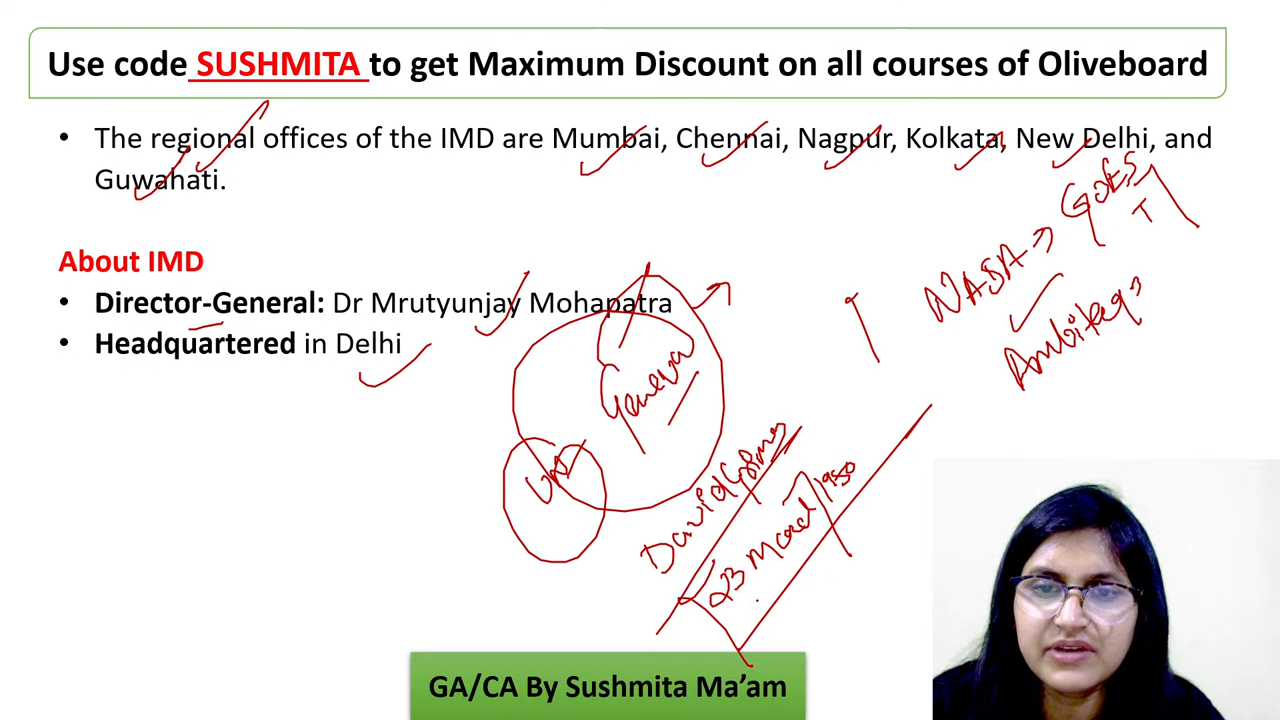 Use code SUSHMITA to get Maximum Discount on all courses of Oliveboard
• The regional offices of the IMD are Mumbai, Chennai, Nagpur, Kolkata, New Delhi, and
Guwahati.
About IMD
• Director-General: Dr Mrutyunjay Mohapatra
• Headquartered in Delhi
NASA → GOES
T
Geneva
23 March 1950
GA/CA By Sushmita Ma’am